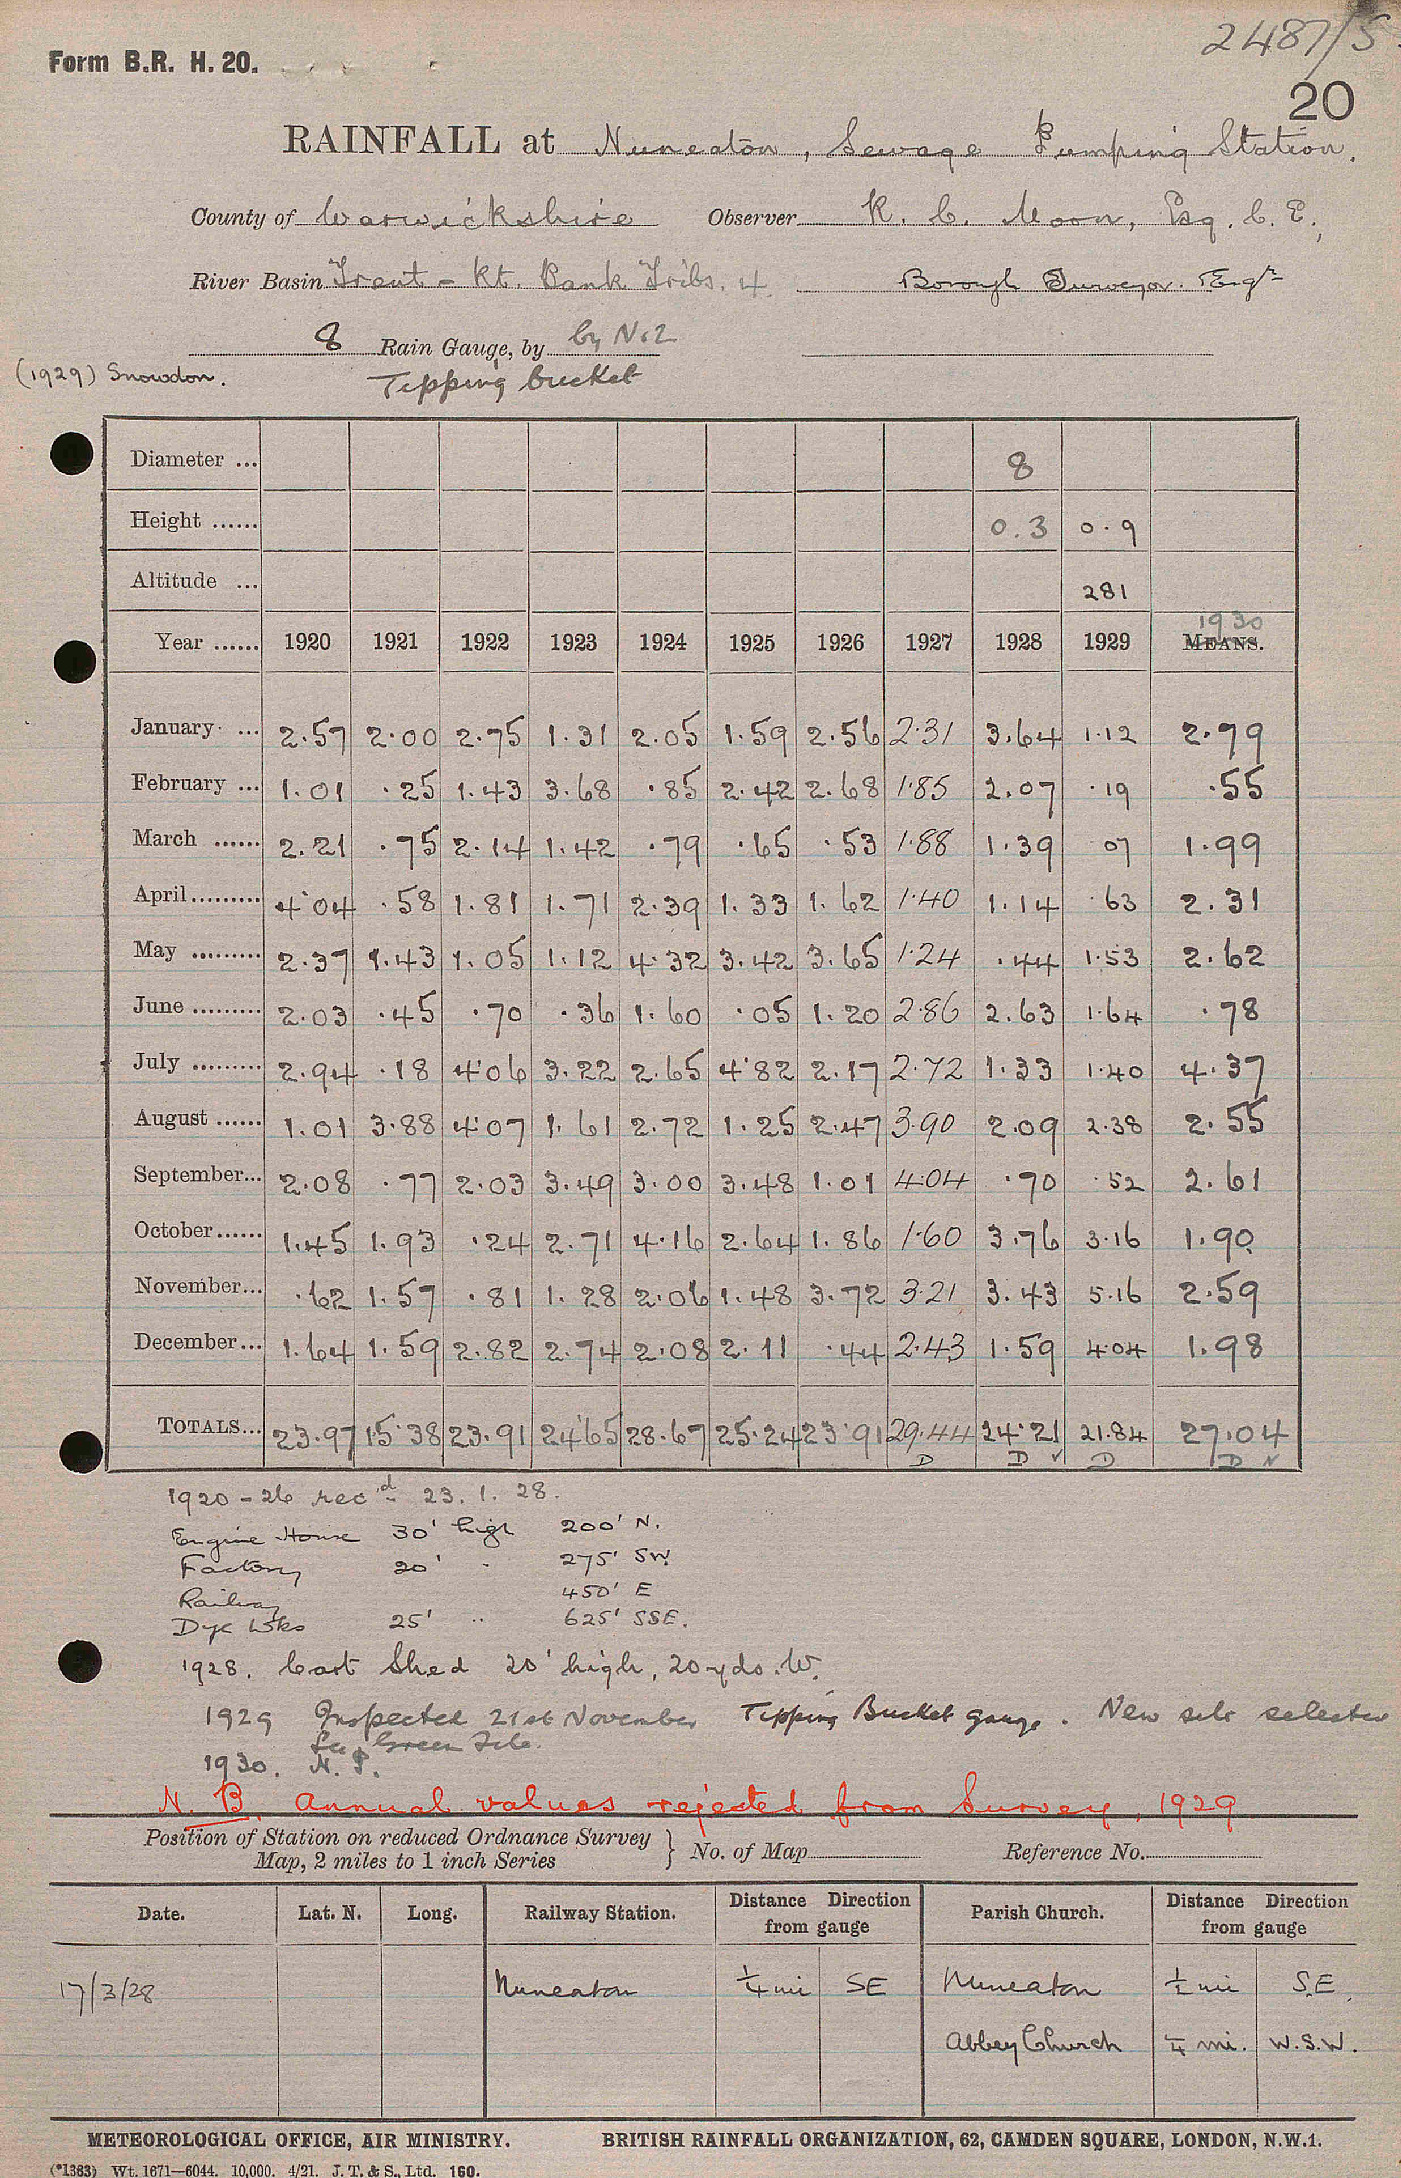 2487/5
Form B.R. H. 20.
20
RAINFALL at Nuneaton, Sewage Pumping Station.
County of Warwickshire Observer R. C. Moon, Esq. C. E.,
River Basin Trent - Rt. Bank Tribs. 4. Borough Surveyor. Engr
8 Rain Gauge, by by No2
(1929) Snowdon. Tipping bucket
Diameter ... 8
Height ...... 0.3 0.9
Altitude ... 281
1930
Year ...... 1920 1921 1922 1923 1924 1925 1926 1927 1928 1929 MEANS.
January ... 2.57 2.00 2.75 1.31 2.05 1.59 2.56 2.31 3.64 1.12 2.79
February ... 1.01 .25 1.43 3.68 .85 2.42 2.68 1.85 2.07 .19 .55
March ...... 2.21 .75 2.14 1.42 .79 .65 .53 1.88 1.39 07 1.99
April......... 4.04 .58 1.81 1.71 2.39 1.33 1.62 1.40 1.14 .63 2.31
May ......... 2.37 1.43 1.05 1.12 4.32 3.42 3.65 1.24 .44 1.53 2.62
June ......... 2.03 .45 .70 .36 1.60 .05 1.20 2.86 2.63 1.64 .78
July ......... 2.94 .18 4.06 3.22 2.65 4.82 2.17 2.72 1.33 1.40 4.37
August ...... 1.01 3.88 4.07 1.61 2.72 1.25 2.47 3.90 2.09 2.38 2.55
September... 2.08 .77 2.03 3.49 3.00 3.48 1.01 4.04 .70 .52 2.61
October...... 1.45 1.93 .24 2.71 4.16 2.64 1.86 1.60 3.76 3.16 1.90
November... .62 1.57 .81 1.28 2.06 1.48 3.72 3.21 3.43 5.16 2.59
December... 1.64 1.59 2.82 2.74 2.08 2.11 .44 2.43 1.59 4.04 1.98
TOTALS... 23.97 15.38 23.91 24.65 28.67 25.24 23.91 29.44 24.21 21.84 27.04
D D ✓ D D N
1920 - 26 recd 23. 1. 28.
Engine House 30' high 200' N.
Factory 20' " 275' SW.
Railway 450' E
Dye Wks 25' " 625' SSE.
1928. Cart Shed 20' high, 20 yds. W.
1929 Inspected 21st November Tipping Bucket gauge. New site selected
See Green File.
1930. N. P.
N. B. Annual values rejected from Survey, 1929
Position of Station on reduced Ordnance Survey
Map, 2 miles to 1 inch Series } No. of Map Reference No.
Date. Lat. N. Long. Railway Station. Distance Direction from gauge Parish Church. Distance Direction from gauge
17/3/28 Nuneaton 1/4 mi SE Nuneaton 1/2 mi S.E.
Abbey Church 1/4 mi. W.S.W.
METEOROLOGICAL OFFICE, AIR MINISTRY. BRITISH RAINFALL ORGANIZATION, 62, CAMDEN SQUARE, LONDON, N.W.1.
(*1383) Wt. 1671—6044. 10,000. 4/21. J. T. & S., Ltd. 160.